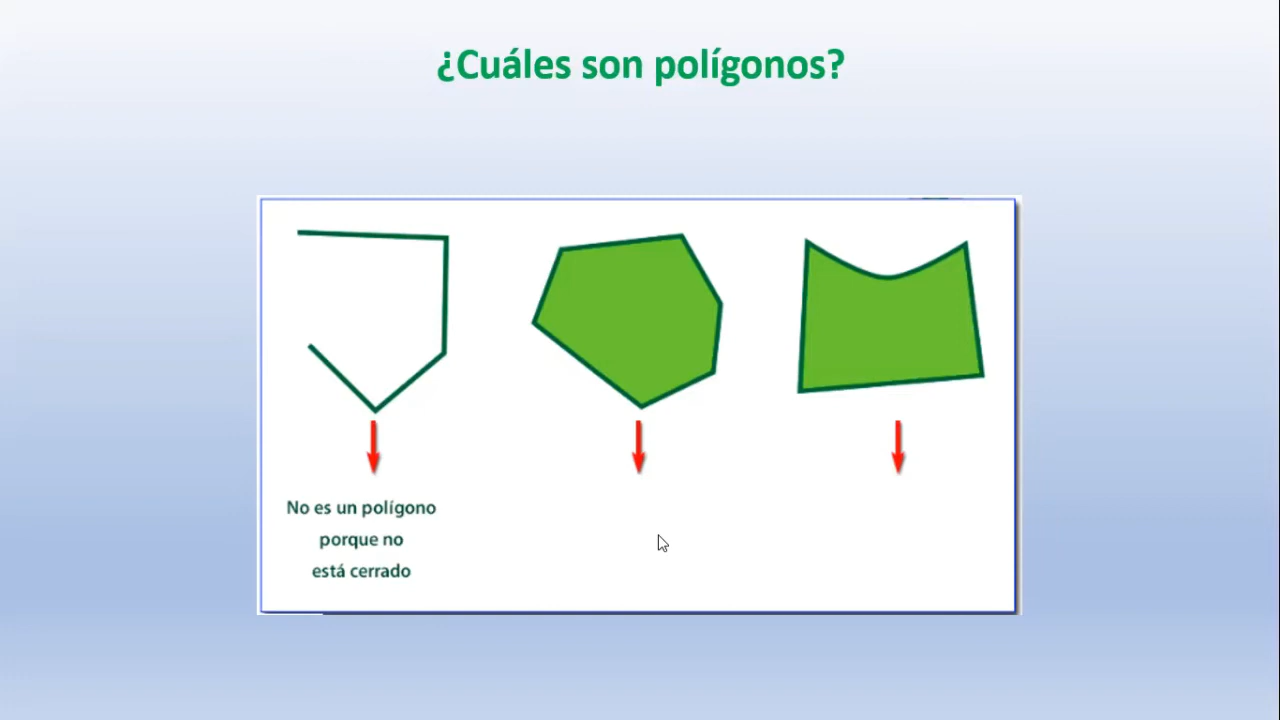 ¿Cuáles son polígonos?
No es un polígono
porque no
está cerrado